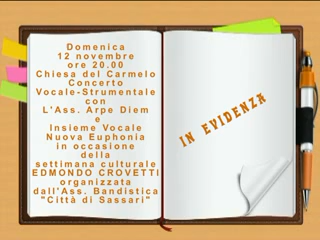 Domenica
12 novembre
ore 20.00
Chiesa del Carmelo
Concerto
Vocale-Strumentale
con
L'Ass. Arpe Diem
e
Insieme Vocale
Nuova Euphonia
in occasione
della
settimana culturale
EDMONDO CROVETTI
organizzata
dall'Ass. Bandistica
"Città di Sassari"
IN EVIDENZA